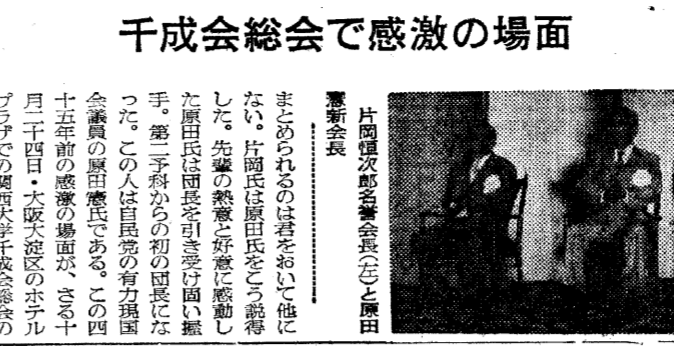 千成会総会で感激の場面
片岡恒次郎名誉会長(左)と原田
憲新会長
まとめられるのは君をおいて他に
ない。片岡氏は原田氏をこう説得
した。先輩の熱意と好意に感動し
た原田氏は団長を引き受け固い握
手。第二予科からの初の団長にな
った。この人は自民党の有力現国
会議員の原田憲氏である。この四
十五年前の感激の場面が、さる十
月二十四日・大阪大淀区のホテル
プラザでの関西大学千成会総会の